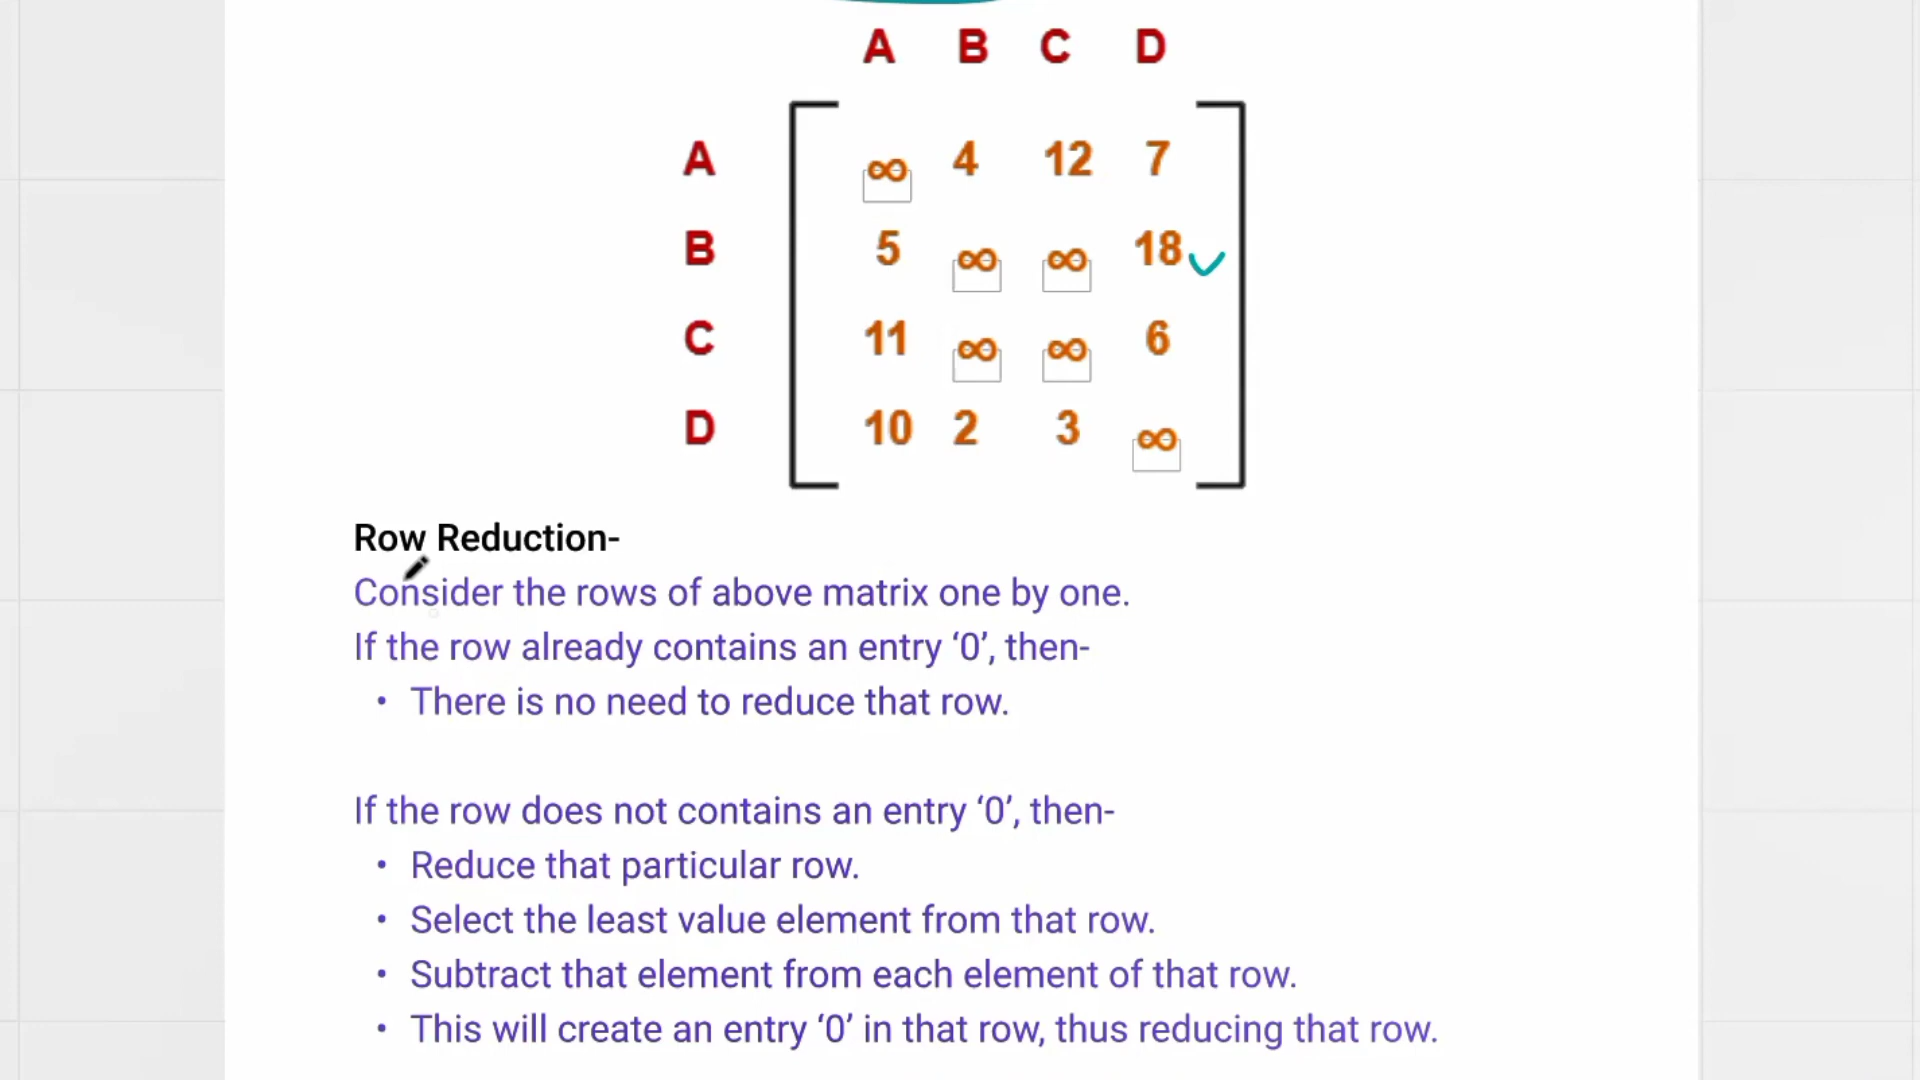 A B C D
A ∞ 4 12 7
B 5 ∞ ∞ 18
C 11 ∞ ∞ 6
D 10 2 3 ∞
Row Reduction-
Consider the rows of above matrix one by one.
If the row already contains an entry ‘0’, then-
• There is no need to reduce that row.
If the row does not contains an entry ‘0’, then-
• Reduce that particular row.
• Select the least value element from that row.
• Subtract that element from each element of that row.
• This will create an entry ‘0’ in that row, thus reducing that row.